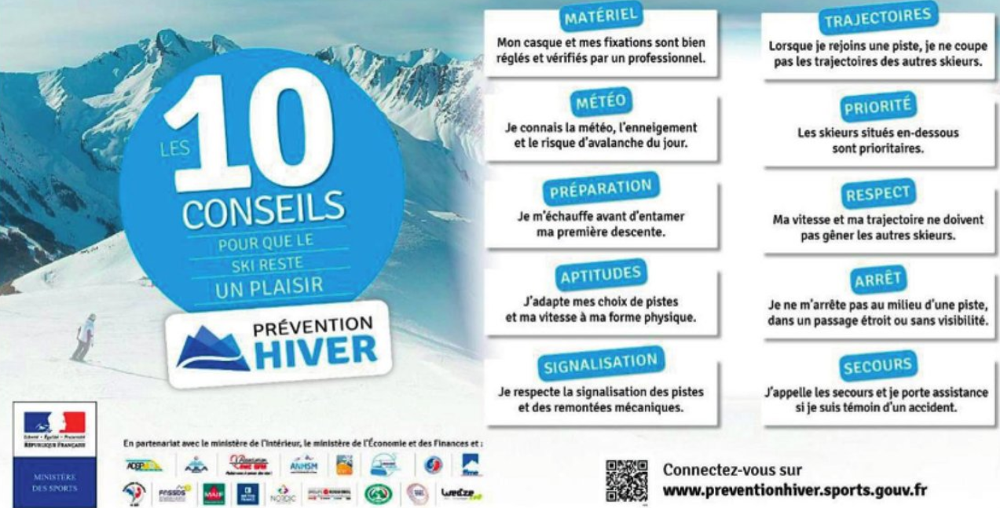 LES
10
CONSEILS
POUR QUE LE
SKI RESTE
UN PLAISIR
PRÉVENTION
HIVER
Liberté • Égalité • Fraternité
RÉPUBLIQUE FRANÇAISE
MINISTÈRE
DES SPORTS
En partenariat avec le ministère de l'Intérieur, le ministère de l'Économie et des Finances et :
ANMSM
MAIF
NORDIC
wedze
MATÉRIEL
Mon casque et mes fixations sont bien
réglés et vérifiés par un professionnel.
MÉTÉO
Je connais la météo, l'enneigement
et le risque d'avalanche du jour.
PRÉPARATION
Je m'échauffe avant d'entamer
ma première descente.
APTITUDES
J'adapte mes choix de pistes
et ma vitesse à ma forme physique.
SIGNALISATION
Je respecte la signalisation des pistes
et des remontées mécaniques.
TRAJECTOIRES
Lorsque je rejoins une piste, je ne coupe
pas les trajectoires des autres skieurs.
PRIORITÉ
Les skieurs situés en-dessous
sont prioritaires.
RESPECT
Ma vitesse et ma trajectoire ne doivent
pas gêner les autres skieurs.
ARRÊT
Je ne m'arrête pas au milieu d'une piste,
dans un passage étroit ou sans visibilité.
SECOURS
J'appelle les secours et je porte assistance
si je suis témoin d'un accident.
Connectez-vous sur
www.preventionhiver.sports.gouv.fr